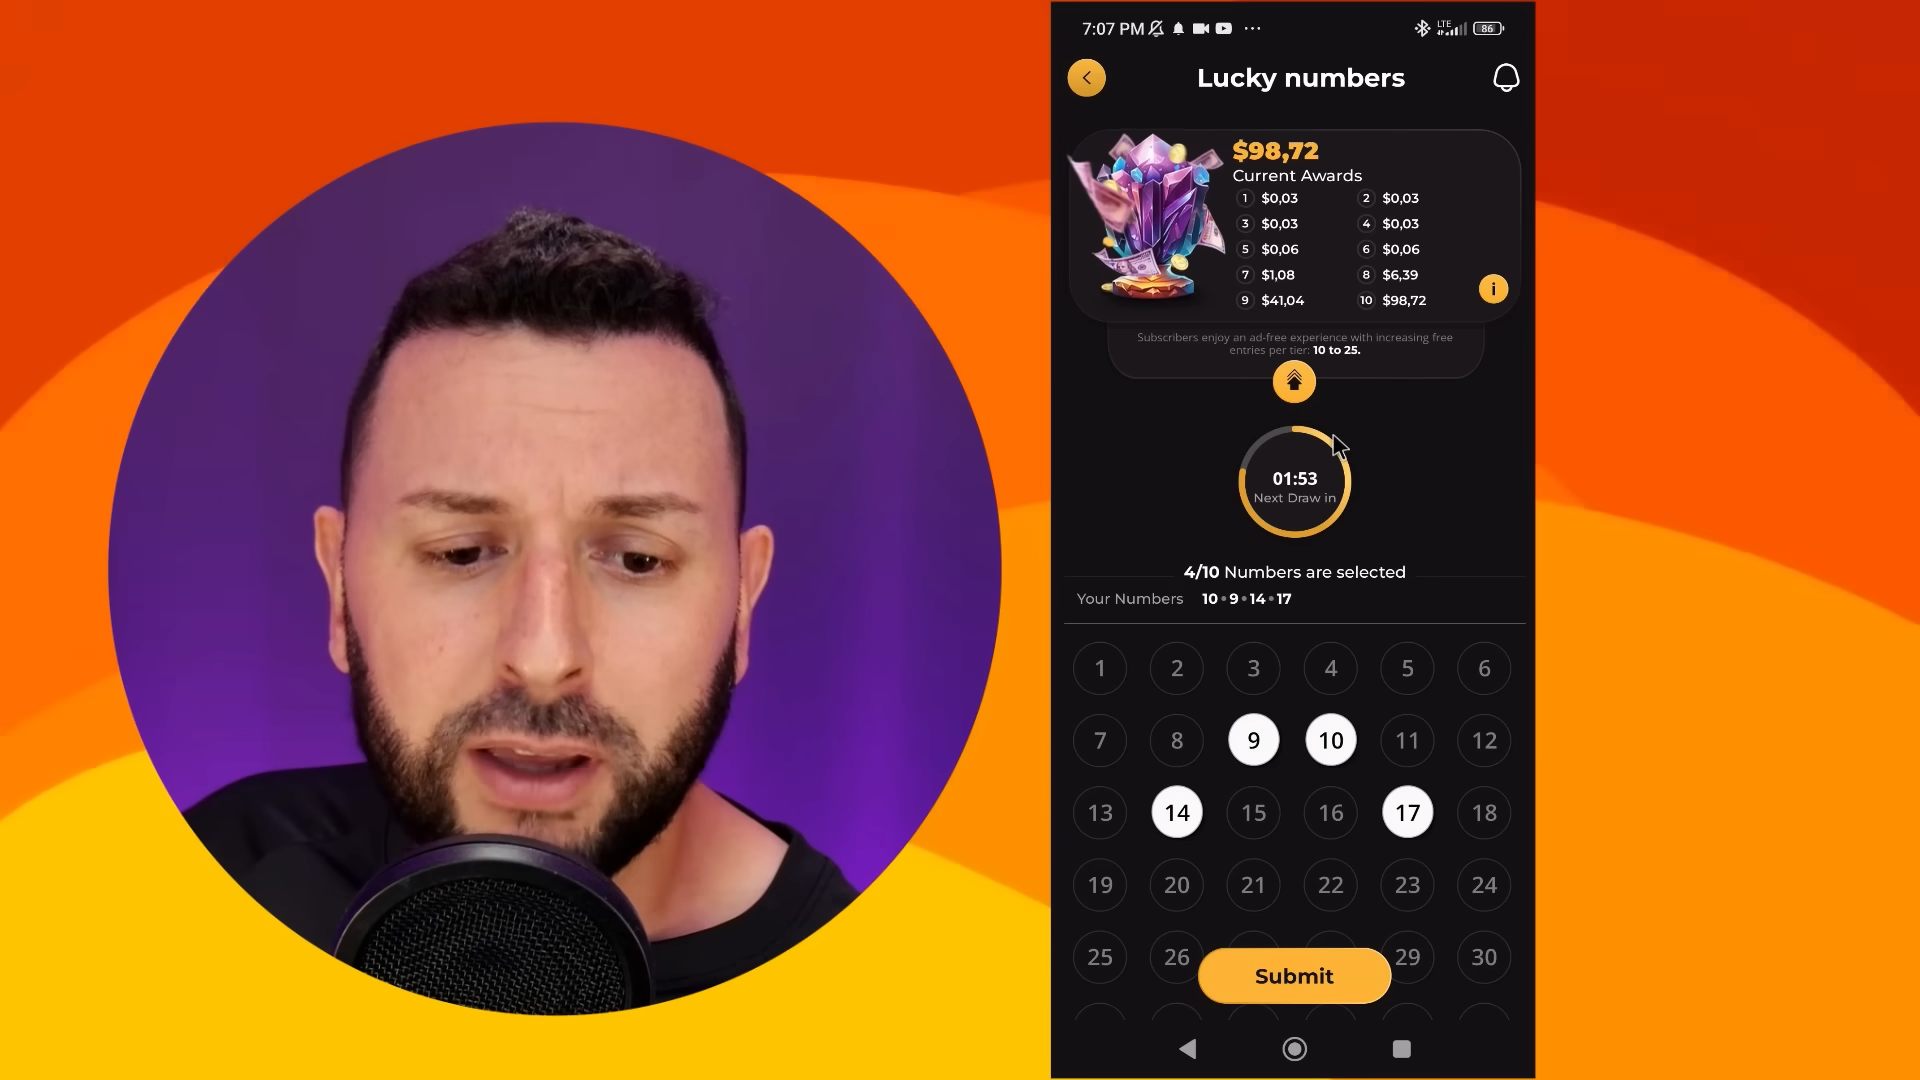 7:07 PM
LTE
86
Lucky numbers
$98,72
Current Awards
1 $0,03 2 $0,03
3 $0,03 4 $0,03
5 $0,06 6 $0,06
7 $1,08 8 $6,39
9 $41,04 10 $98,72
i
Subscribers enjoy an ad-free experience with increasing free
entries per tier: 10 to 25.
01:53
Next Draw in
4/10 Numbers are selected
Your Numbers 10•9•14•17
1 2 3 4 5 6
7 8 9 10 11 12
13 14 15 16 17 18
19 20 21 22 23 24
25 26 29 30
Submit